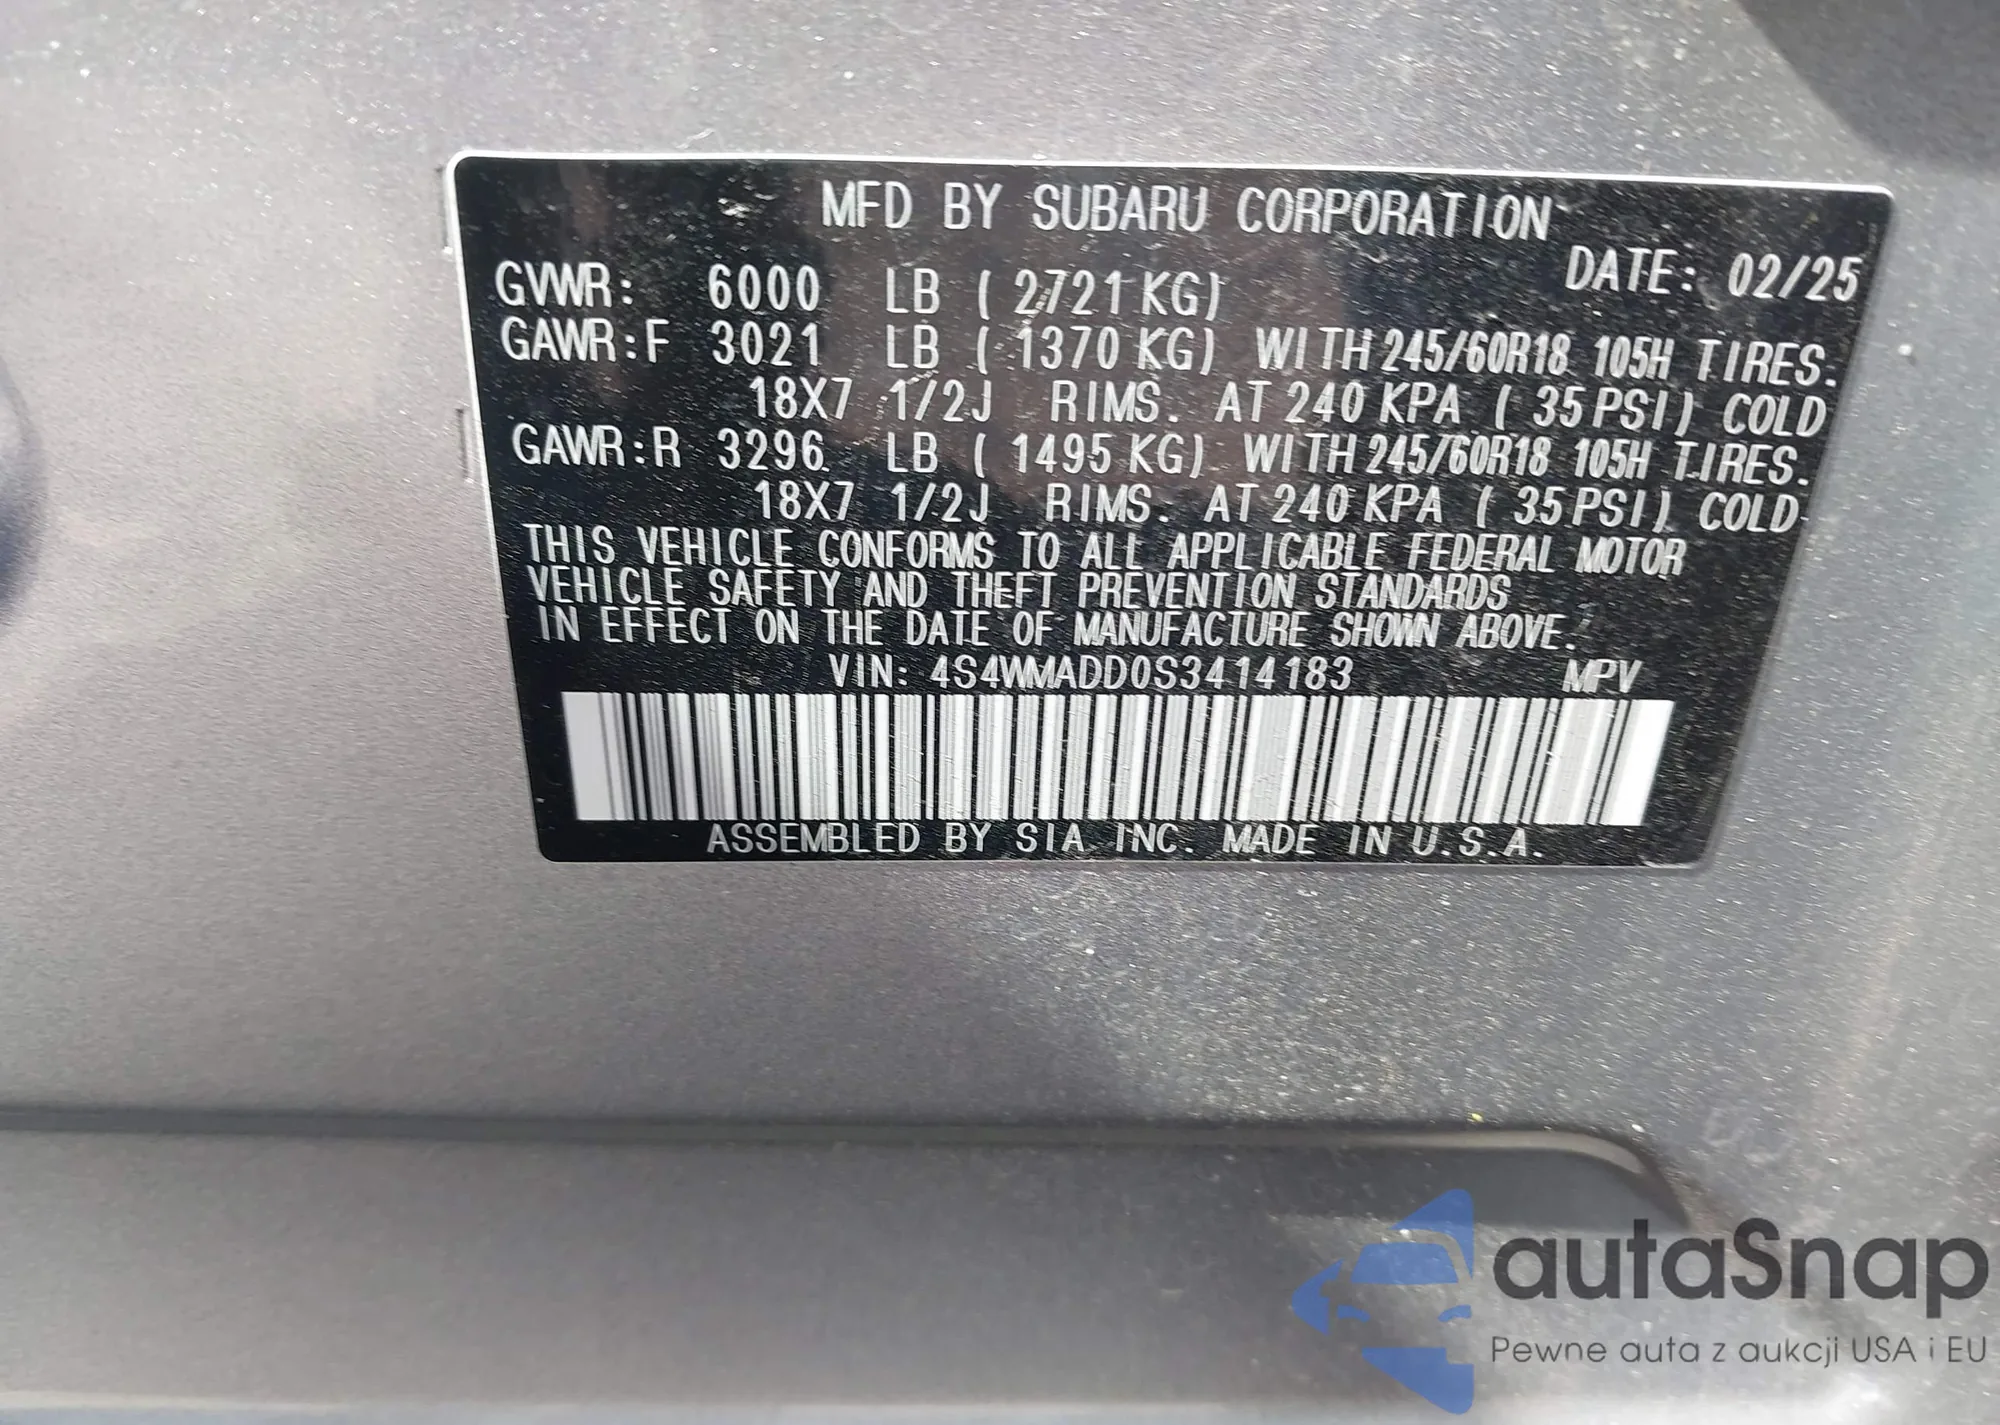 MFD BY SUBARU CORPORATION
DATE: 02/25
GVWR: 6000 LB ( 2721 KG)
GAWR:F 3021 LB ( 1370 KG) WITH 245/60R18 105H TIRES.
18X7 1/2J RIMS. AT 240 KPA ( 35 PSI) COLD
GAWR:R 3296 LB ( 1495 KG) WITH 245/60R18 105H TIRES.
18X7 1/2J RIMS. AT 240 KPA ( 35 PSI) COLD
THIS VEHICLE CONFORMS TO ALL APPLICABLE FEDERAL MOTOR
VEHICLE SAFETY AND THEFT PREVENTION STANDARDS
IN EFFECT ON THE DATE OF MANUFACTURE SHOWN ABOVE.
VIN: 4S4WMADD0S3414183 MPV
ASSEMBLED BY SIA INC. MADE IN U.S.A.
autaSnap
Pewne auta z aukcji USA i EU